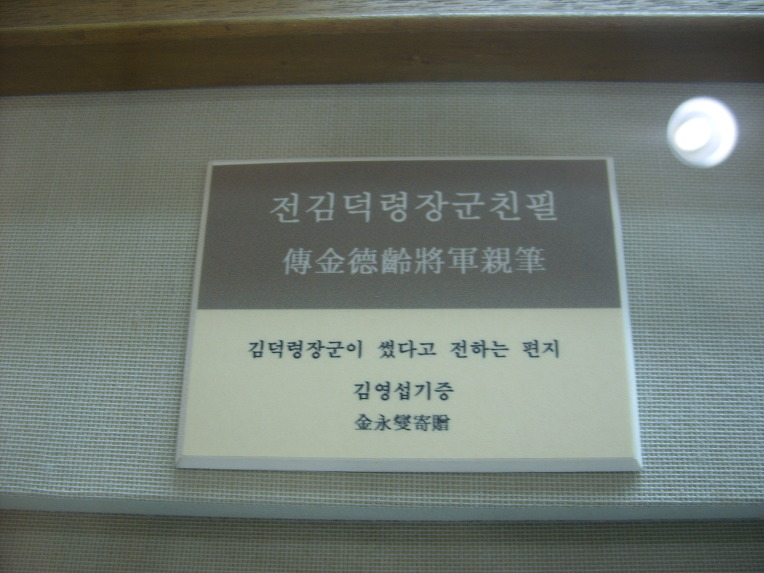 전김덕령장군친필
傳金德齡將軍親筆
김덕령장군이 썼다고 전하는 편지
김영섭기증
金永燮寄贈